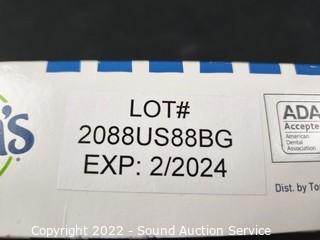 LOT#
2088US88BG
EXP: 2/2024
's
ADA
Accepted
American
Dental
Association
Dist. by
Copyright 2022 - Sound Auction Service